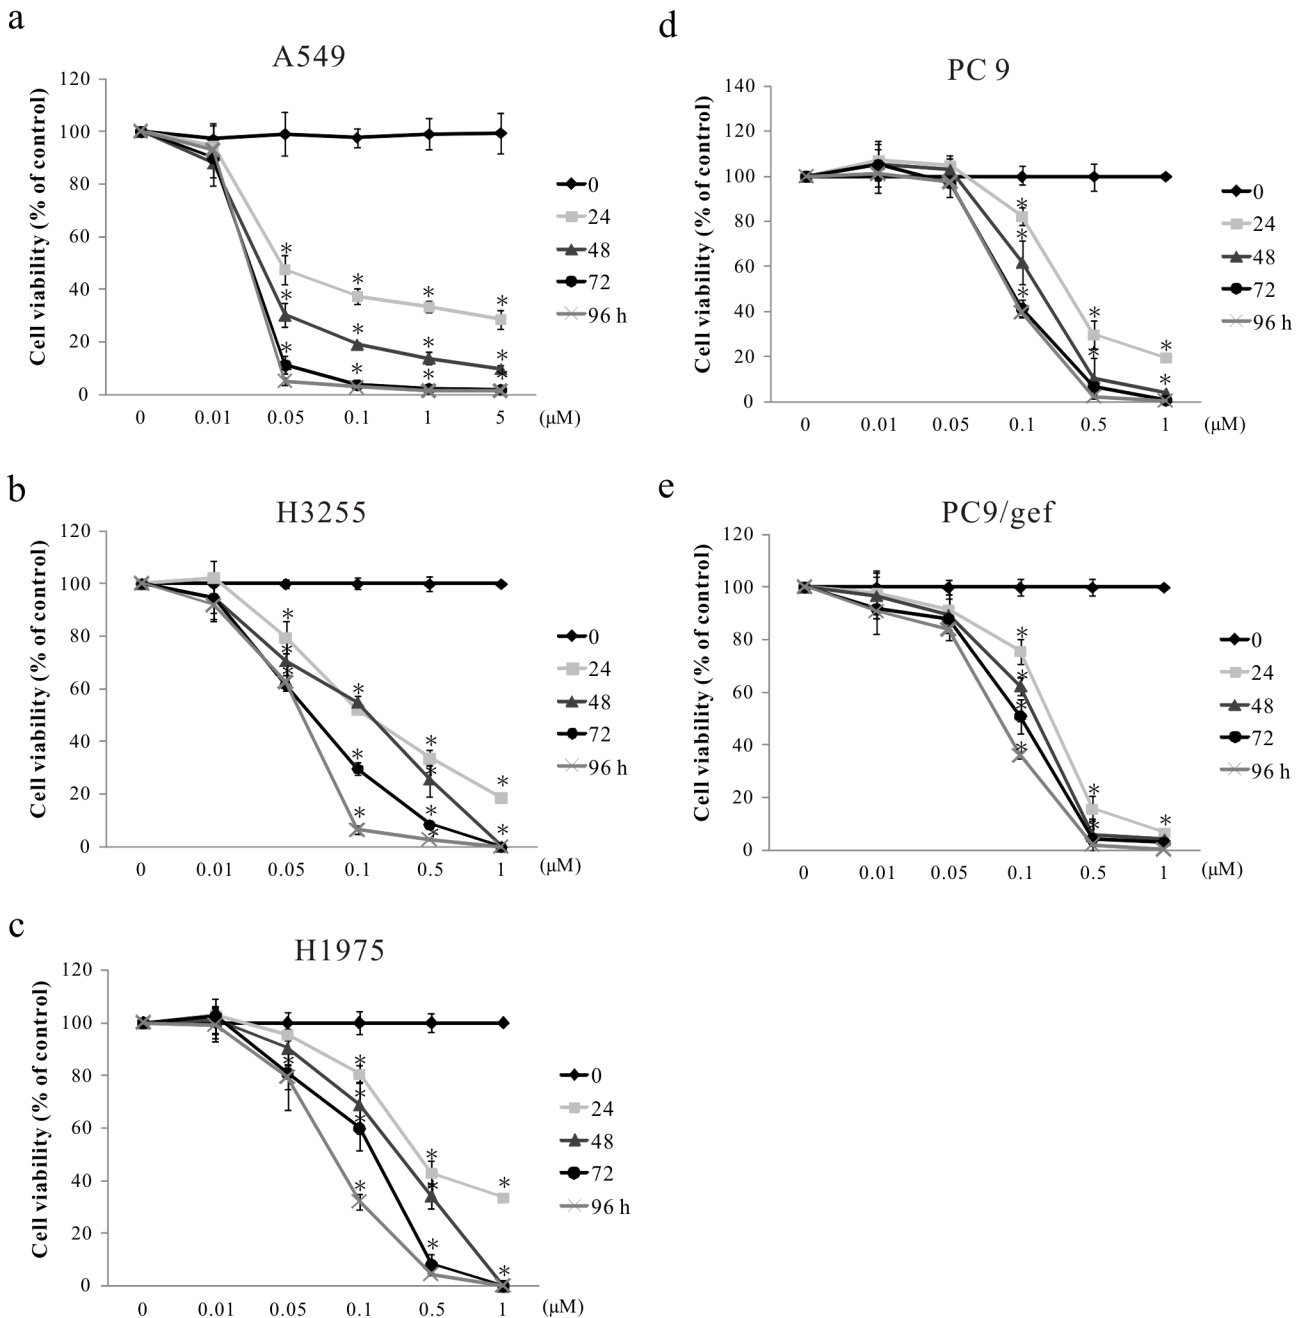 a
A549
Cell viability (% of control)
120
100
80
60
40
20
0
0 0.01 0.05 0.1 1 5 (μM)
0
24
48
72
96 h
* * * *
* * * *
* * * *
*
b
H3255
Cell viability (% of control)
120
100
80
60
40
20
0
0 0.01 0.05 0.1 0.5 1 (μM)
0
24
48
72
96 h
c
H1975
Cell viability (% of control)
120
100
80
60
40
20
0
0 0.01 0.05 0.1 0.5 1 (μM)
0
24
48
72
96 h
d
PC 9
Cell viability (% of control)
140
120
100
80
60
40
20
0
0 0.01 0.05 0.1 0.5 1 (μM)
0
24
48
72
96 h
e
PC9/gef
Cell viability (% of control)
120
100
80
60
40
20
0
0 0.01 0.05 0.1 0.5 1 (μM)
0
24
48
72
96 h